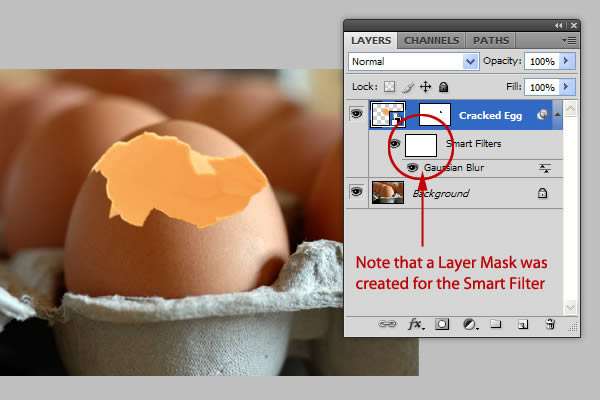 LAYERS CHANNELS PATHS
Normal Opacity: 100%
Lock: Fill: 100%
Cracked Egg
Smart Filters
Gaussian Blur
Background
Note that a Layer Mask was
created for the Smart Filter
fx